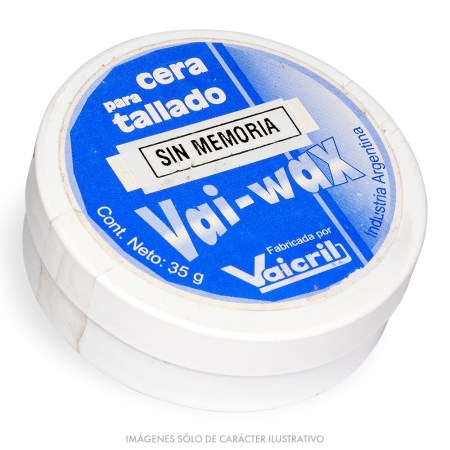 cera
para
tallado
SIN MEMORIA
Vai-wax
Cont. Neto: 35 g
Industria Argentina
Fabricada por
Vaicril
IMÁGENES SÓLO DE CARÁCTER ILUSTRATIVO